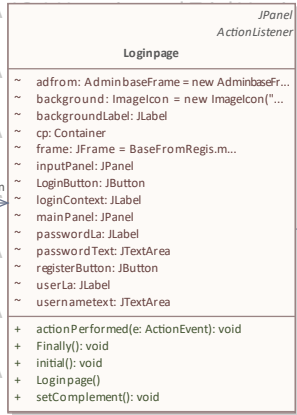 JPanel
ActionListener
Loginpage
~ adfrom: AdminbaseFrame = new AdminbaseFr...
~ background: ImageIcon = new ImageIcon("...
~ backgroundLabel: JLabel
~ cp: Container
~ frame: JFrame = BaseFromRegis.m...
~ inputPanel: JPanel
~ LoginButton: JButton
~ loginContext: JLabel
~ mainPanel: JPanel
~ passwordLa: JLabel
~ passwordText: JTextArea
~ registerButton: JButton
~ userLa: JLabel
~ usernametext: JTextArea
+ actionPerformed(e: ActionEvent): void
+ Finally(): void
+ initial(): void
+ Loginpage()
+ setComplement(): void